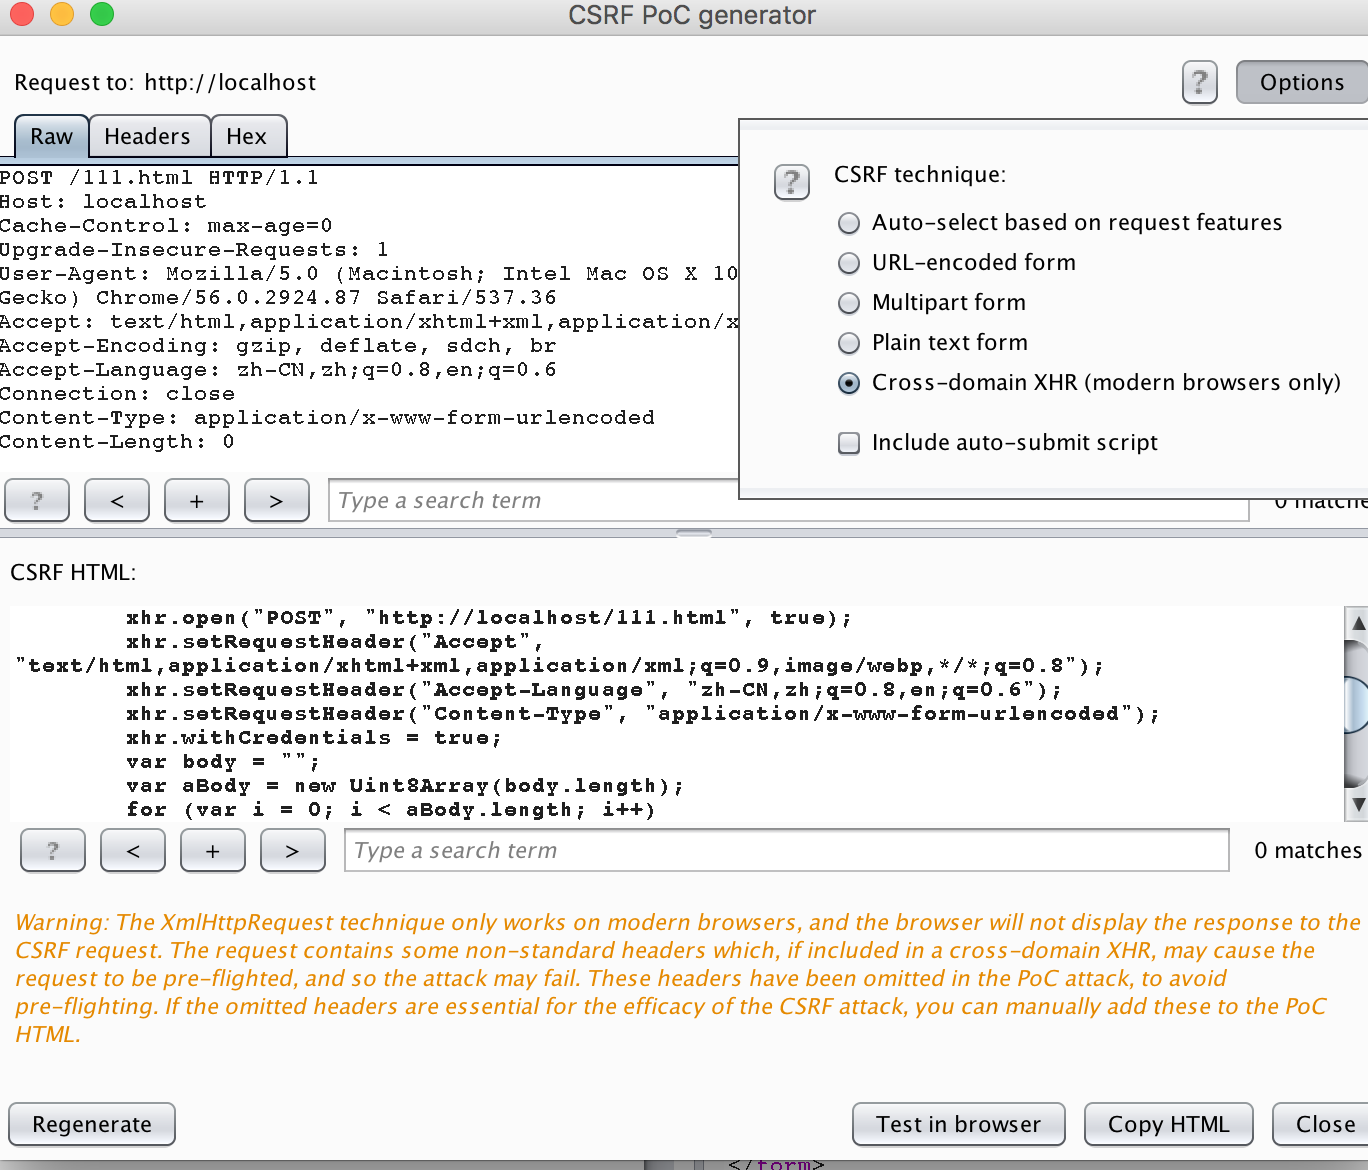 CSRF PoC generator
Request to: http://localhost
?
Options
Raw
Headers
Hex
POST /111.html HTTP/1.1
Host: localhost
Cache-Control: max-age=0
Upgrade-Insecure-Requests: 1
User-Agent: Mozilla/5.0 (Macintosh; Intel Mac OS X 10
Gecko) Chrome/56.0.2924.87 Safari/537.36
Accept: text/html,application/xhtml+xml,application/x
Accept-Encoding: gzip, deflate, sdch, br
Accept-Language: zh-CN,zh;q=0.8,en;q=0.6
Connection: close
Content-Type: application/x-www-form-urlencoded
Content-Length: 0
?
CSRF technique:
Auto-select based on request features
URL-encoded form
Multipart form
Plain text form
Cross-domain XHR (modern browsers only)
Include auto-submit script
?
<
+
>
Type a search term
0 matche
CSRF HTML:
xhr.open("POST", "http://localhost/111.html", true);
xhr.setRequestHeader("Accept",
"text/html,application/xhtml+xml,application/xml;q=0.9,image/webp,*/*;q=0.8");
xhr.setRequestHeader("Accept-Language", "zh-CN,zh;q=0.8,en;q=0.6");
xhr.setRequestHeader("Content-Type", "application/x-www-form-urlencoded");
xhr.withCredentials = true;
var body = "";
var aBody = new Uint8Array(body.length);
for (var i = 0; i < aBody.length; i++)
?
<
+
>
Type a search term
0 matches
Warning: The XmlHttpRequest technique only works on modern browsers, and the browser will not display the response to the
CSRF request. The request contains some non-standard headers which, if included in a cross-domain XHR, may cause the
request to be pre-flighted, and so the attack may fail. These headers have been omitted in the PoC attack, to avoid
pre-flighting. If the omitted headers are essential for the efficacy of the CSRF attack, you can manually add these to the PoC
HTML.
Regenerate
Test in browser
Copy HTML
Close
</form>